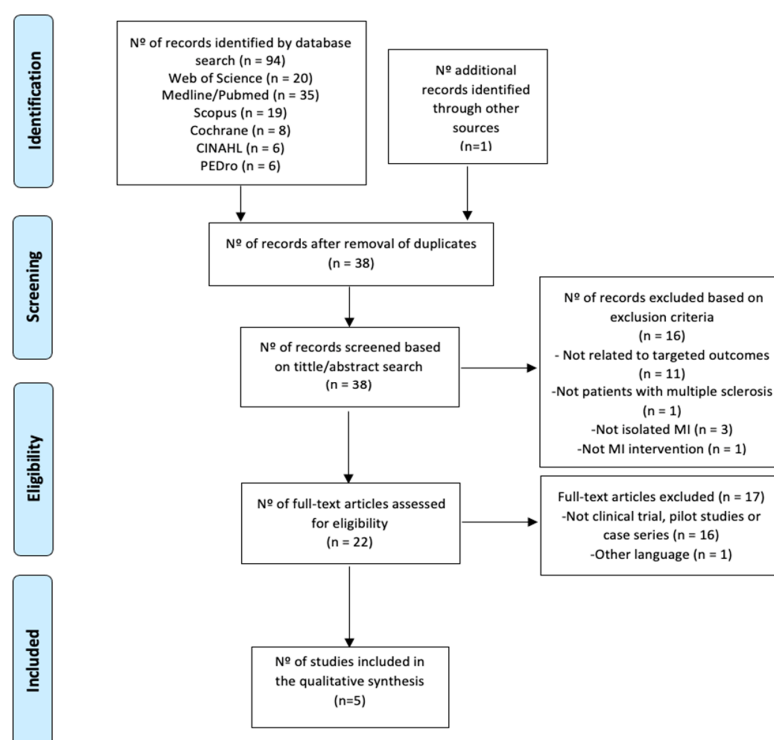 Identification
Nº of records identified by database
search (n = 94)
Web of Science (n = 20)
Medline/Pubmed (n = 35)
Scopus (n = 19)
Cochrane (n = 8)
CINAHL (n = 6)
PEDro (n = 6)
Nº additional
records identified
through other
sources
(n=1)
Screening
Nº of records after removal of duplicates
(n = 38)
Nº of records screened based
on tittle/abstract search
(n = 38)
Nº of records excluded based on
exclusion criteria
(n = 16)
- Not related to targeted outcomes
(n = 11)
-Not patients with multiple sclerosis
(n = 1)
-Not isolated MI (n = 3)
-Not MI intervention (n = 1)
Eligibility
Nº of full-text articles assessed
for eligibility
(n = 22)
Full-text articles excluded (n = 17)
-Not clinical trial, pilot studies or
case series (n = 16)
-Other language (n = 1)
Included
Nº of studies included in
the qualitative synthesis
(n=5)